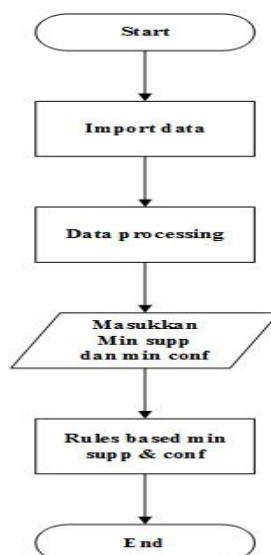 Start
Import data
Data processing
Masukkan
Min supp
dan min conf
Rules based min
supp & conf
End